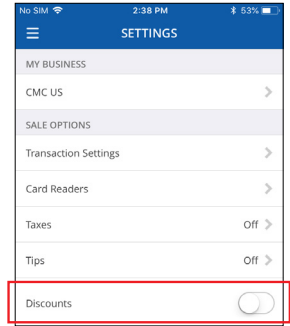 No SIM 2:38 PM 53%
SETTINGS
MY BUSINESS
CMC US
SALE OPTIONS
Transaction Settings
Card Readers
Taxes Off
Tips Off
Discounts